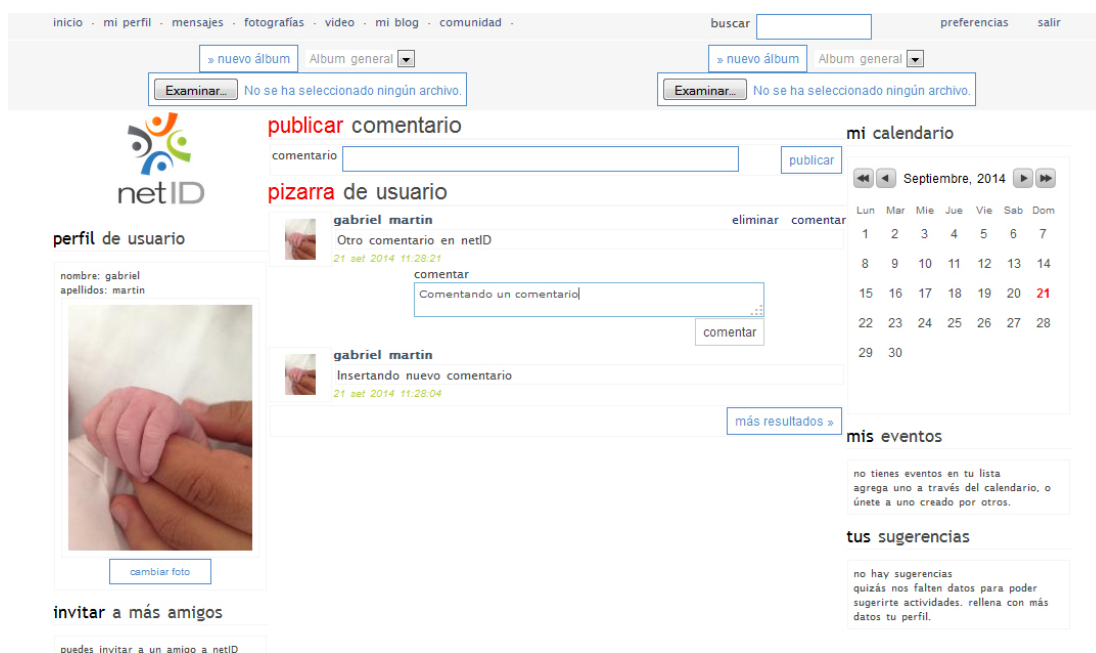 inicio · mi perfil · mensajes · fotografías · video · mi blog · comunidad ·
buscar
preferencias salir
» nuevo álbum Album general
Examinar... No se ha seleccionado ningún archivo.
» nuevo álbum Album general
Examinar... No se ha seleccionado ningún archivo.
netID
perfil de usuario
nombre: gabriel
apellidos: martin
cambiar foto
invitar a más amigos
puedes invitar a un amigo a netID
publicar comentario
comentario
publicar
pizarra de usuario
gabriel martin
eliminar comentar
Otro comentario en netID
21 set 2014 11:28:21
comentar
Comentando un comentario
comentar
gabriel martin
Insertando nuevo comentario
21 set 2014 11:28:04
más resultados »
mi calendario
Septiembre, 2014
Lun Mar Mie Jue Vie Sab Dom
1 2 3 4 5 6 7
8 9 10 11 12 13 14
15 16 17 18 19 20 21
22 23 24 25 26 27 28
29 30
mis eventos
no tienes eventos en tu lista
agrega uno a través del calendario, o
únete a uno creado por otros.
tus sugerencias
no hay sugerencias
quizás nos falten datos para poder
sugerirte actividades. rellena con más
datos tu perfil.